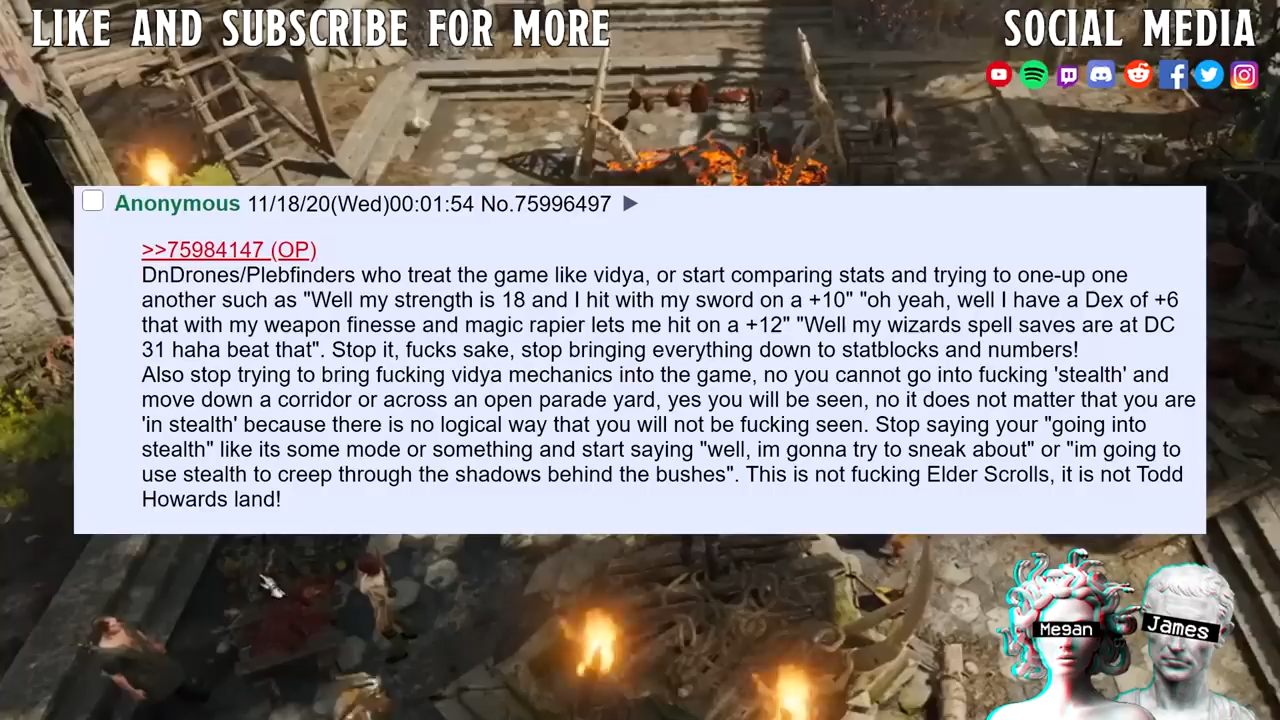 LIKE AND SUBSCRIBE FOR MORE
SOCIAL MEDIA
Anonymous 11/18/20(Wed)00:01:54 No.75996497
>>75984147 (OP)
DnDrones/Plebfinders who treat the game like vidya, or start comparing stats and trying to one-up one
another such as "Well my strength is 18 and I hit with my sword on a +10" "oh yeah, well I have a Dex of +6
that with my weapon finesse and magic rapier lets me hit on a +12" "Well my wizards spell saves are at DC
31 haha beat that". Stop it, fucks sake, stop bringing everything down to statblocks and numbers!
Also stop trying to bring fucking vidya mechanics into the game, no you cannot go into fucking 'stealth' and
move down a corridor or across an open parade yard, yes you will be seen, no it does not matter that you are
'in stealth' because there is no logical way that you will not be fucking seen. Stop saying your "going into
stealth" like its some mode or something and start saying "well, im gonna try to sneak about" or "im going to
use stealth to creep through the shadows behind the bushes". This is not fucking Elder Scrolls, it is not Todd
Howards land!
Megan
James